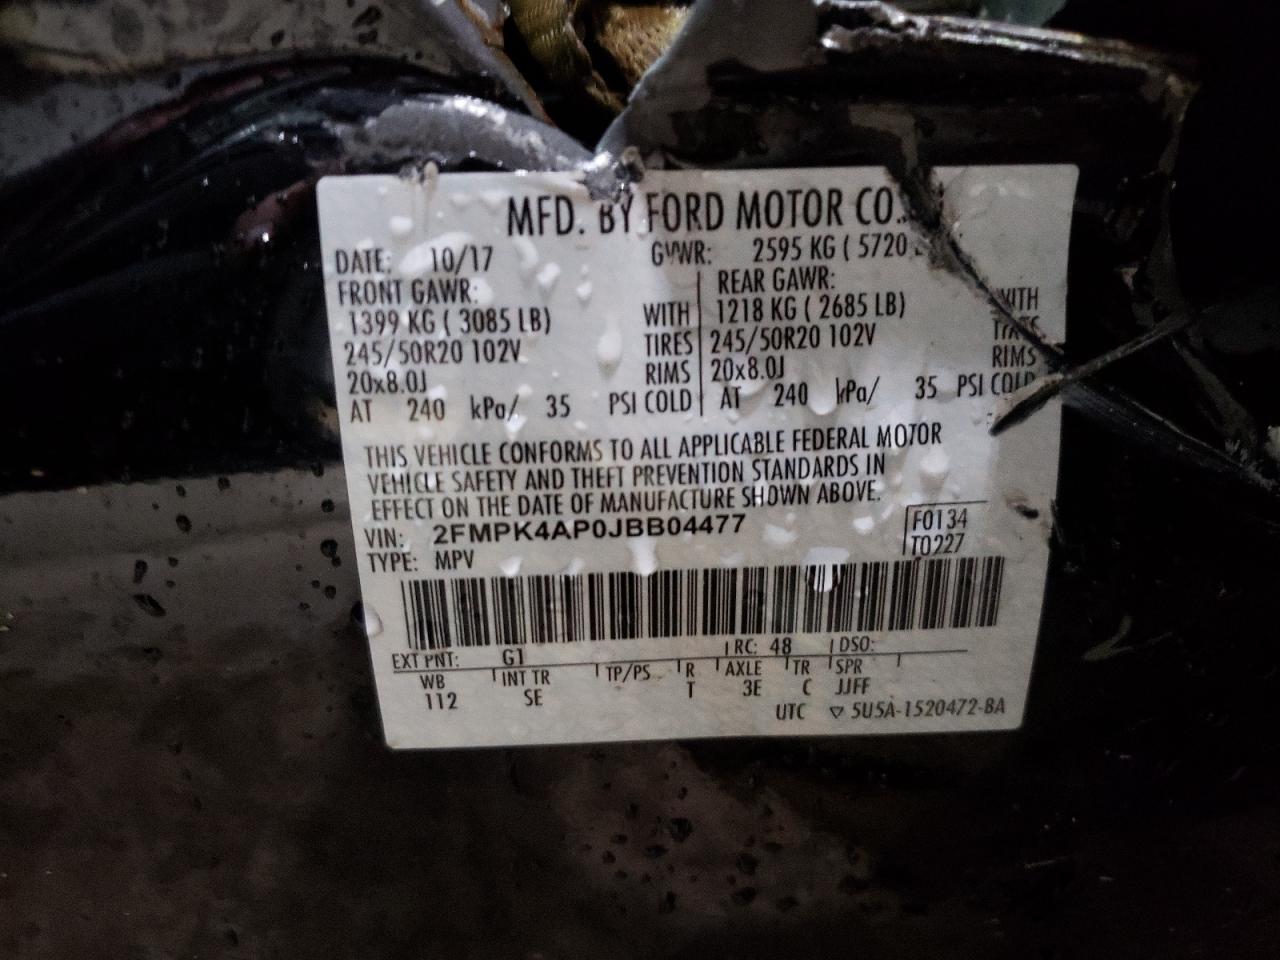 MFD. BY FORD MOTOR CO.
DATE: 10/17 GVWR: 2595 KG ( 5720
FRONT GAWR: REAR GAWR:
1399 KG ( 3085 LB) WITH 1218 KG ( 2685 LB) WITH
245/50R20 102V TIRES 245/50R20 102V TIRES
20x8.0J RIMS 20x8.0J RIMS
AT 240 kPa/ 35 PSI COLD AT 240 kPa/ 35 PSI COLD
THIS VEHICLE CONFORMS TO ALL APPLICABLE FEDERAL MOTOR
VEHICLE SAFETY AND THEFT PREVENTION STANDARDS IN
EFFECT ON THE DATE OF MANUFACTURE SHOWN ABOVE.
VIN: 2FMPK4AP0JBB04477 F0134
TYPE: MPV T0227
EXT PNT: G1 RC: 48 DSO:
WB INT TR TP/PS R AXLE TR SPR
112 SE T 3E C JJFF
UTC ▽ 5U5A-1520472-BA